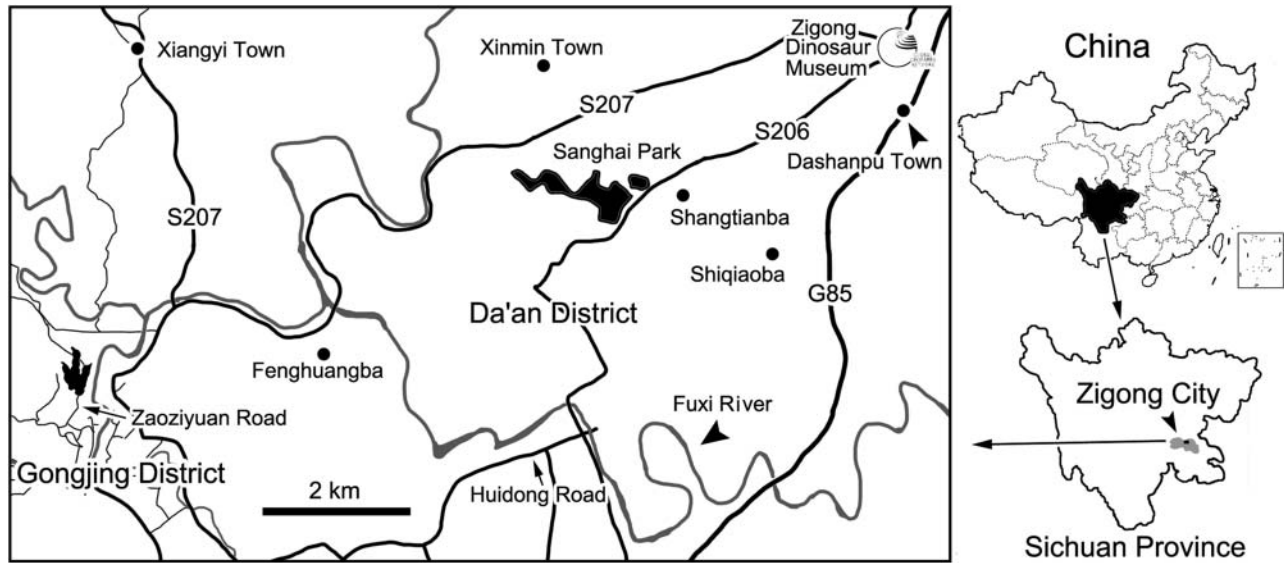 Xiangyi Town
Xinmin Town
Zigong
Dinosaur
Museum
S207
S206
Sanghai Park
Dashanpu Town
S207
Shangtianba
Shiqiaoba
G85
Da'an District
Fenghuangba
Fuxi River
Zaoziyuan Road
Gongjing District
2 km
Huidong Road
China
Zigong City
Sichuan Province